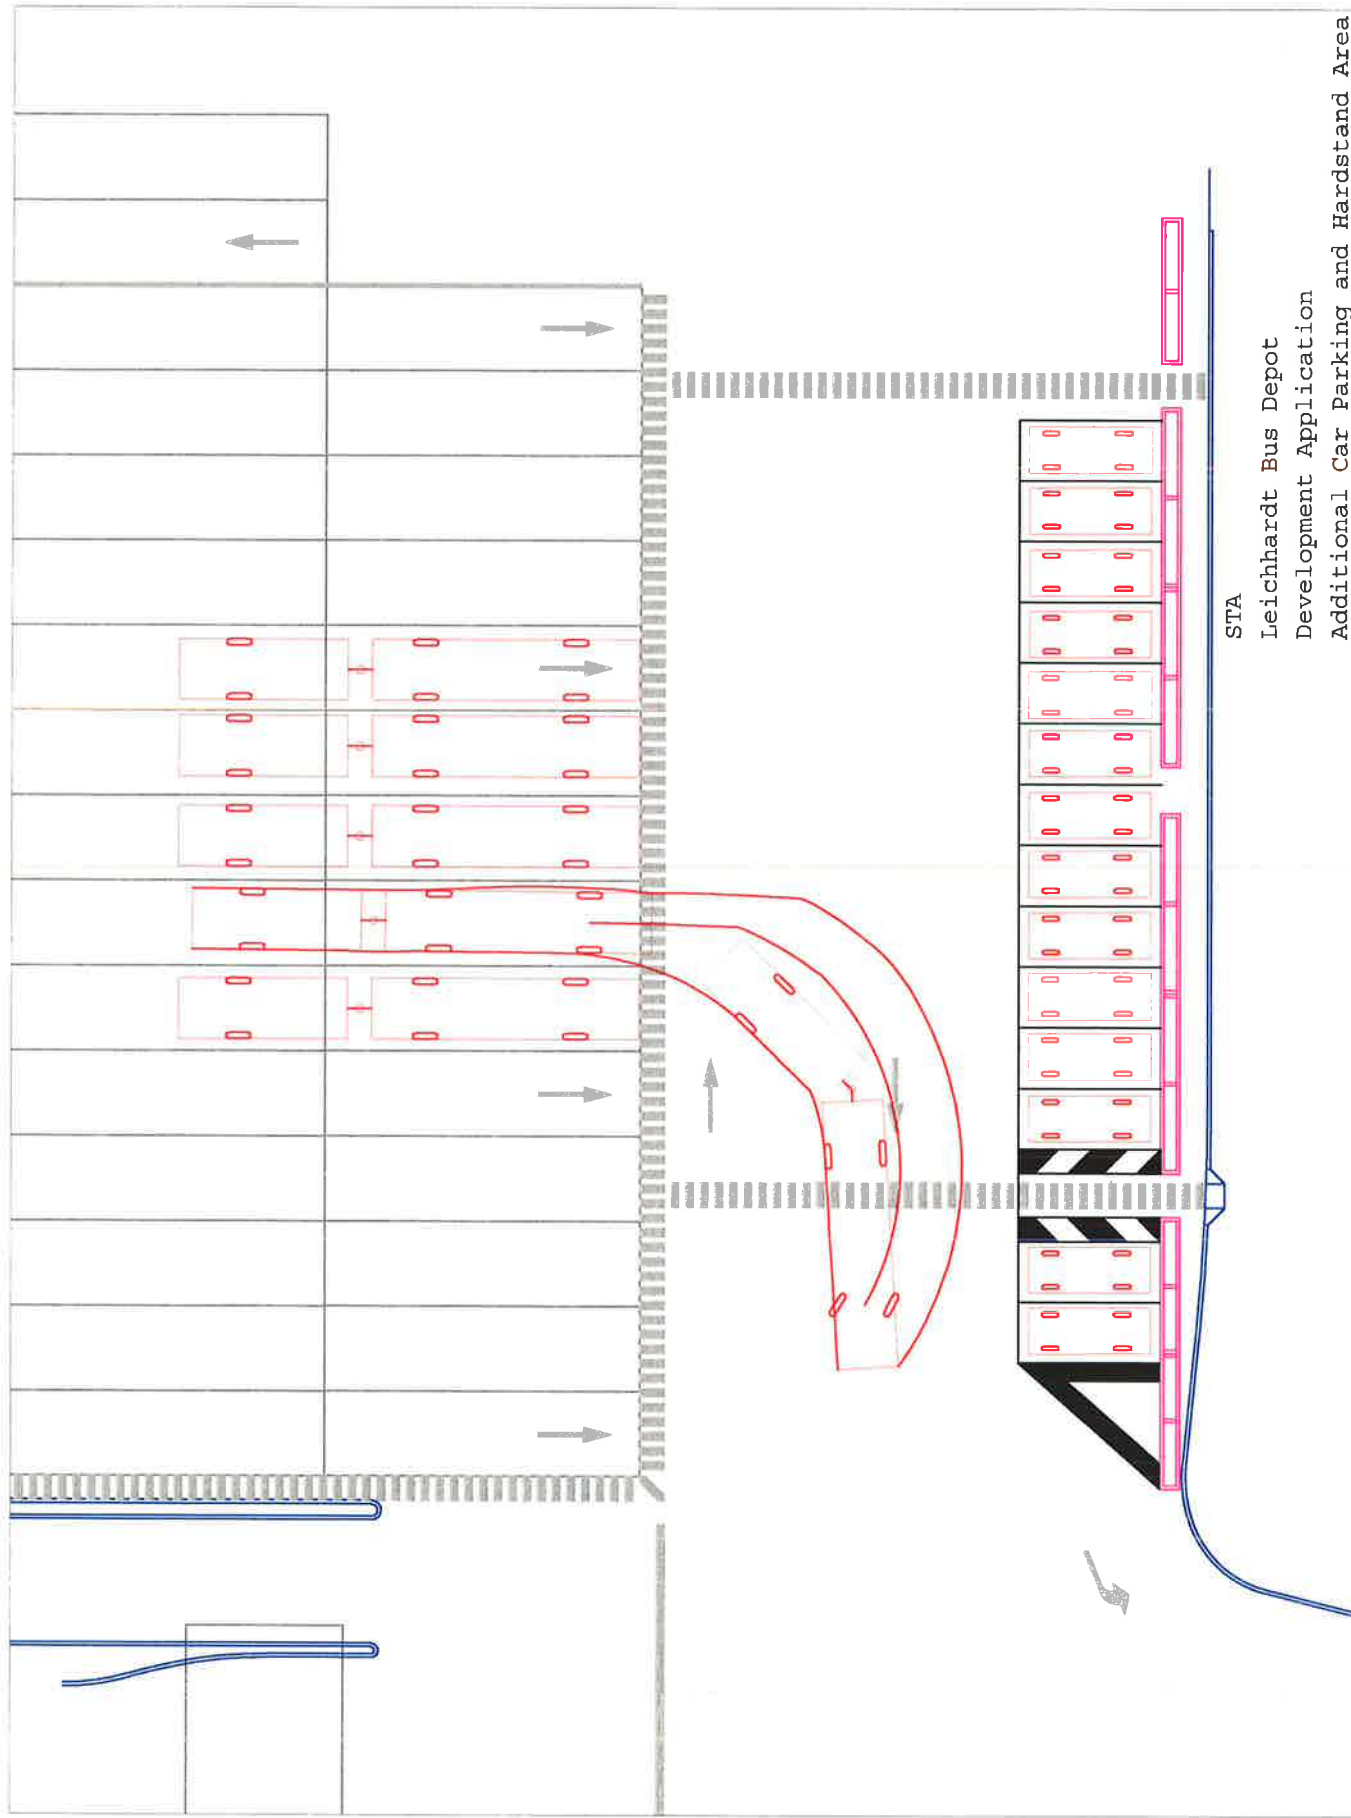 STA
Leichhardt Bus Depot
Development Application
Additional Car Parking and Hardstand Area